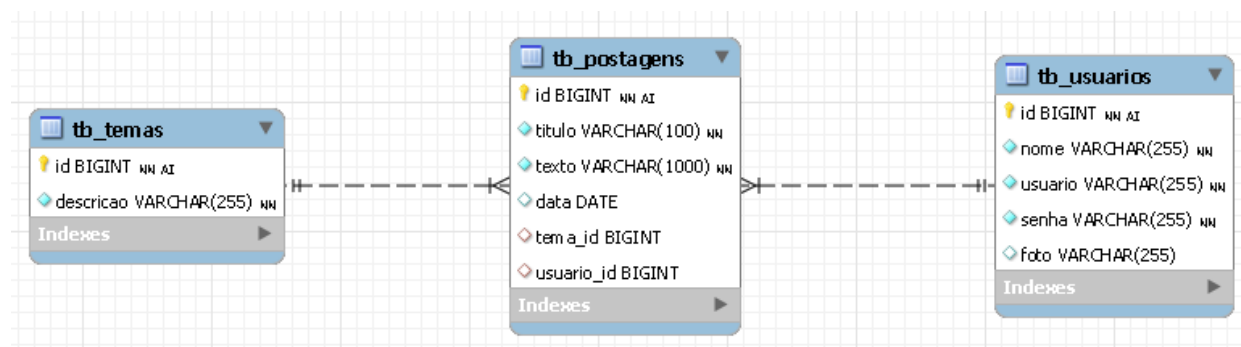 tb_temas
id BIGINT NN AI
descricao VARCHAR(255) NN
Indexes
tb_postagens
id BIGINT NN AI
titulo VARCHAR(100) NN
texto VARCHAR(1000) NN
data DATE
tema_id BIGINT
usuario_id BIGINT
Indexes
tb_usuarios
id BIGINT NN AI
nome VARCHAR(255) NN
usuario VARCHAR(255) NN
senha VARCHAR(255) NN
foto VARCHAR(255)
Indexes